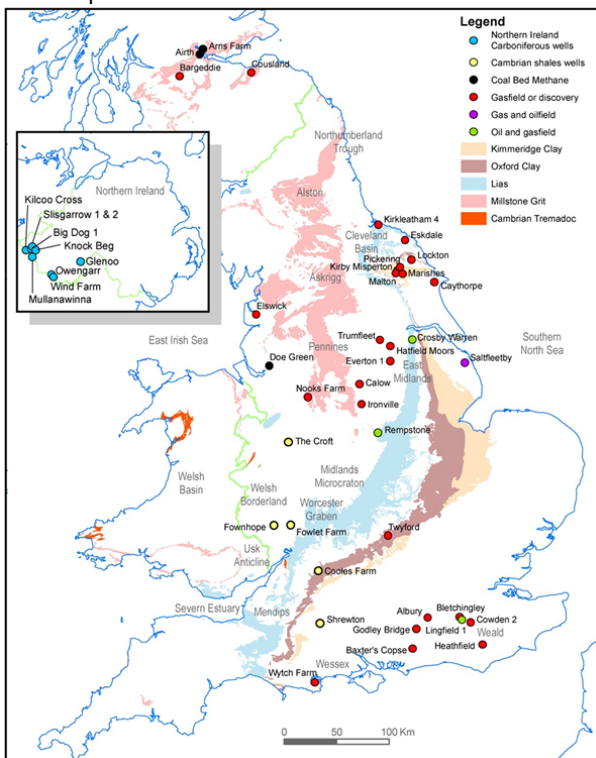 Legend
Northern Ireland
Carboniferous wells
Cambrian shales wells
Coal Bed Methane
Gasfield or discovery
Gas and oilfield
Oil and gasfield
Kimmeridge Clay
Oxford Clay
Lias
Millstone Grit
Cambrian Tremadoc
Arns Farm
Airth
Bargeddie
Cousland
Northumberland
Trough
Alston
Northern Ireland
Kilcoo Cross
Slisgarrow 1 & 2
Big Dog 1
Knock Beg
Glenoo
Owengarr
Wind Farm
Mullanawinna
Kirkleatham 4
Eskdale
Cleveland
Basin
Lockton
Pickering
Kirby Misperton
Marishes
Malton
Caythorpe
Askrigg
Elswick
East Irish Sea
Trumfleet
Crosby Warren
Hatfield Moors
Southern
North Sea
Pennines
Everton 1
East
Midlands
Saltfleetby
Doe Green
Calow
Nooks Farm
Ironville
Rempstone
The Croft
Welsh
Basin
Midlands
Microcraton
Welsh
Borderland
Worcester
Graben
Fownhope
Fowlet Farm
Twyford
Usk
Anticline
Cooles Farm
Severn Estuary
Mendips
Shrewton
Albury
Bletchingley
Cowden 2
Godley Bridge
Lingfield 1
Weald
Baxter's Copse
Heathfield
Wessex
Wytch Farm
0
50
100 Km